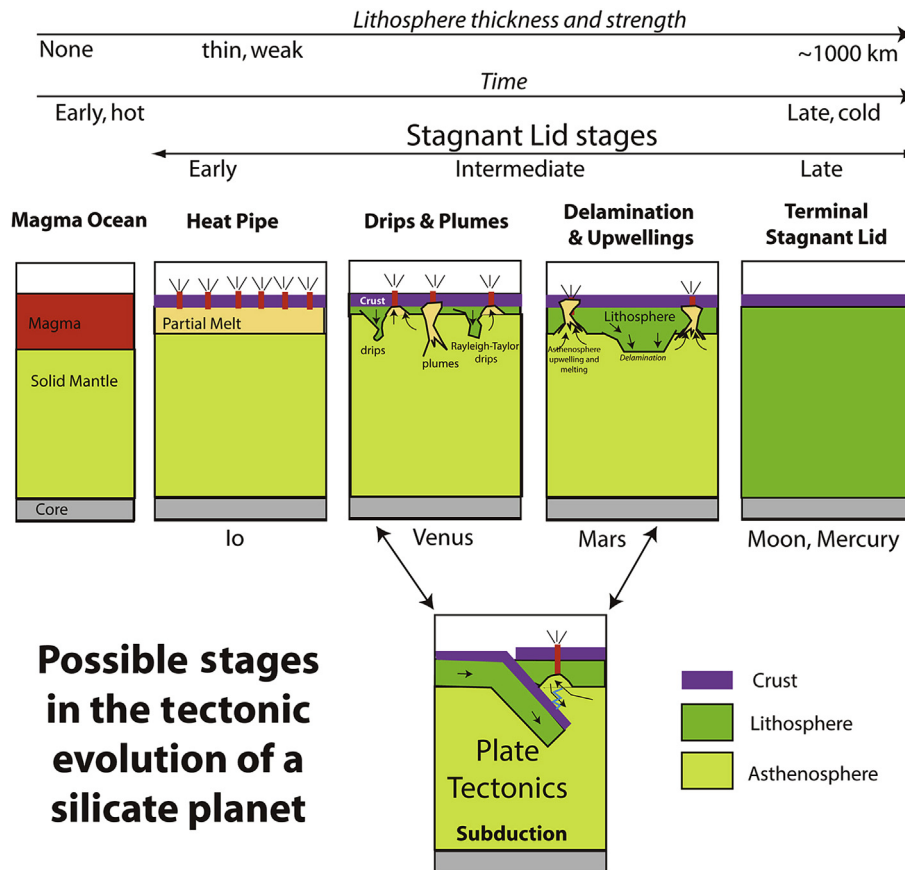 Lithosphere thickness and strength
None
thin, weak
~1000 km
Time
Early, hot
Late, cold
Stagnant Lid stages
Early
Intermediate
Late
Magma Ocean
Heat Pipe
Drips & Plumes
Delamination
& Upwellings
Terminal
Stagnant Lid
Magma
Solid Mantle
Core
Partial Melt
Crust
drips
plumes
Rayleigh-Taylor
drips
Lithosphere
Asthenosphere
upwelling and
melting
Delamination
Io
Venus
Mars
Moon, Mercury
Possible stages
in the tectonic
evolution of a
silicate planet
Plate
Tectonics
Subduction
Crust
Lithosphere
Asthenosphere